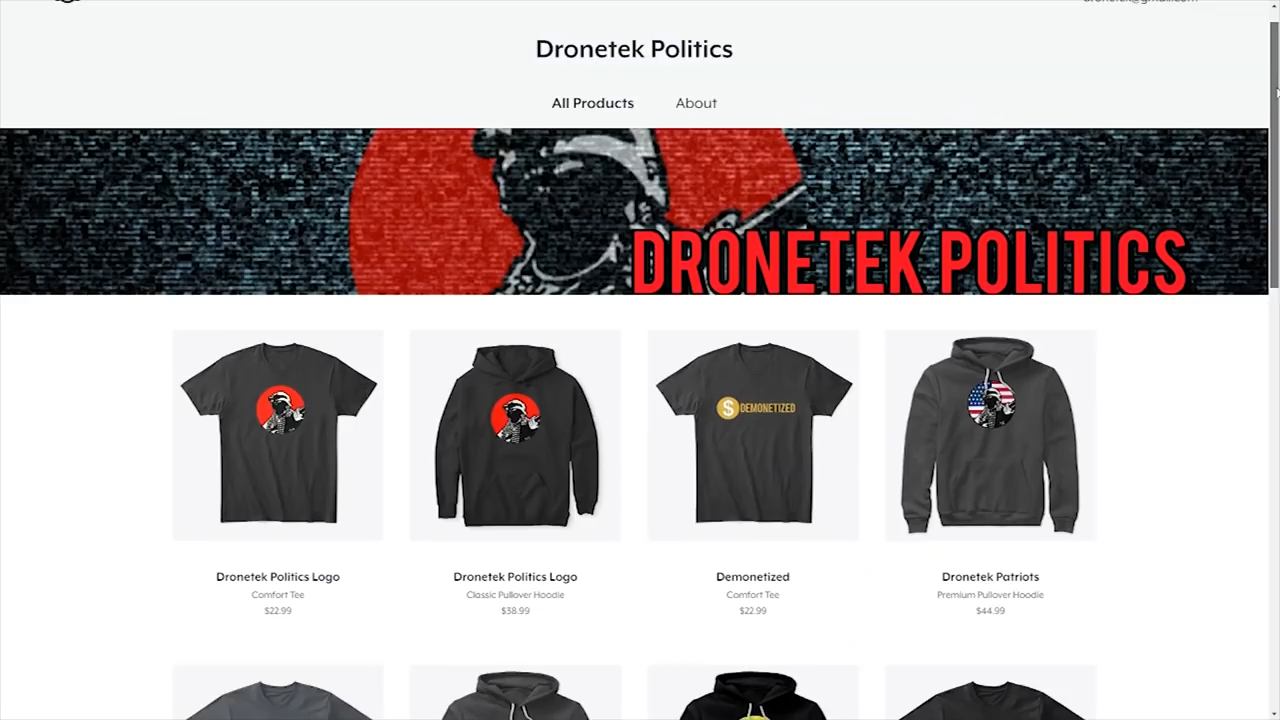 Dronetek Politics
All Products About
DRONETEK POLITICS
$ DEMONETIZED
Dronetek Politics Logo
Comfort Tee
$22.99
Dronetek Politics Logo
Classic Pullover Hoodie
$38.99
Demonetized
Comfort Tee
$22.99
Dronetek Patriots
Premium Pullover Hoodie
$44.99